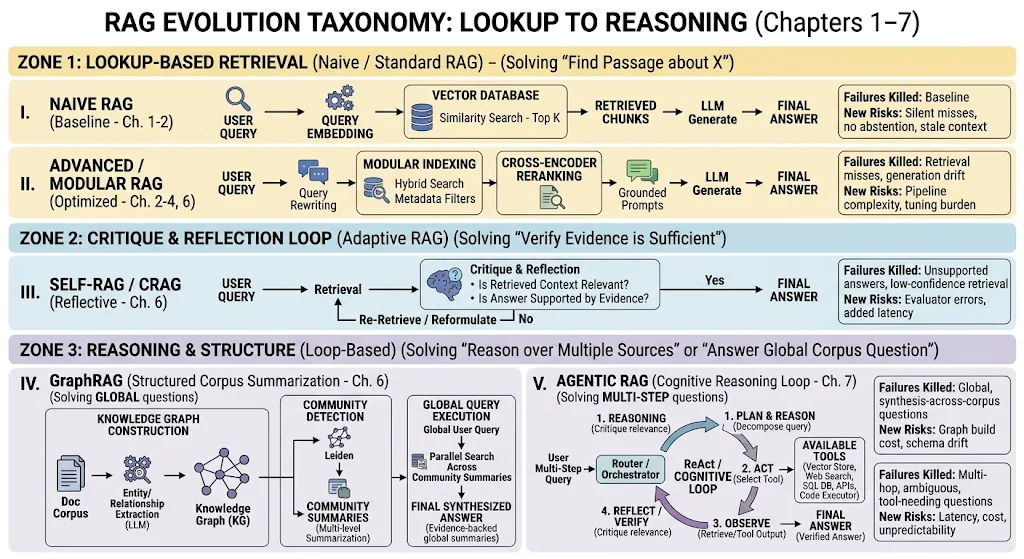 RAG EVOLUTION TAXONOMY: LOOKUP TO REASONING (Chapters 1–7)
ZONE 1: LOOKUP-BASED RETRIEVAL (Naive / Standard RAG) – (Solving “Find Passage about X”)
I.
NAIVE RAG
(Baseline - Ch. 1-2)
USER
QUERY
QUERY
EMBEDDING
VECTOR DATABASE
Similarity Search - Top K
RETRIEVED
CHUNKS
LLM
Generate
FINAL
ANSWER
Failures Killed: Baseline
New Risks: Silent misses,
no abstention, stale context
II.
ADVANCED /
MODULAR RAG
(Optimized - Ch. 2-4, 6)
USER
QUERY
Query
Rewriting
MODULAR INDEXING
Hybrid Search
Metadata Filters
CROSS-ENCODER
RERANKING
Grounded
Prompts
LLM
Generate
FINAL
ANSWER
Failures Killed: Retrieval
misses, generation drift
New Risks: Pipeline
complexity, tuning burden
ZONE 2: CRITIQUE & REFLECTION LOOP (Adaptive RAG) (Solving “Verify Evidence is Sufficient”)
III.
SELF-RAG / CRAG
(Reflective - Ch. 6)
USER
QUERY
Retrieval
Critique & Reflection
• Is Retrieved Context Relevant?
• Is Answer Supported by Evidence?
Yes
Re-Retrieve / Reformulate
No
FINAL
ANSWER
Failures Killed: Unsupported
answers, low-confidence retrieval
New Risks: Evaluator errors,
added latency
ZONE 3: REASONING & STRUCTURE (Loop-Based) (Solving “Reason over Multiple Sources” or “Answer Global Corpus Question”)
IV. GraphRAG (Structured Corpus Summarization - Ch. 6)
(Solving GLOBAL questions)
KNOWLEDGE GRAPH
CONSTRUCTION
Doc
Corpus
Entity/
Relationship
Extraction
(LLM)
Knowledge
Graph (KG)
COMMUNITY
DETECTION
Leiden
COMMUNITY
SUMMARIES
(Multi-level
Summarization)
GLOBAL QUERY
EXECUTION
Global User Query
Parallel Search
Across
Community Summaries
FINAL SYNTHESIZED
ANSWER
(Evidence-backed
global summaries)
V. AGENTIC RAG (Cognitive Reasoning Loop - Ch. 7)
(Solving MULTI-STEP questions)
1. REASONING
(Critique relevance)
1. PLAN & REASON
(Decompose query)
User
Multi-Step
Query
Router /
Orchestrator
ReAct /
COGNITIVE
LOOP
2. ACT
(Select Tool)
AVAILABLE
TOOLS
(Vector Store,
Web Search,
SQL DB, APIs,
Code Executor)
4. REFLECT /
VERIFY
(Critique relevance)
3. OBSERVE
(Retrieve/Tool Output)
FINAL
ANSWER
(Verified Answer)
Failures Killed: Global,
synthesis-across-corpus
questions
New Risks: Graph build
cost, schema drift
Failures Killed: Multi-
hop, ambiguous,
tool-needing questions
New Risks: Latency, cost,
unpredictability